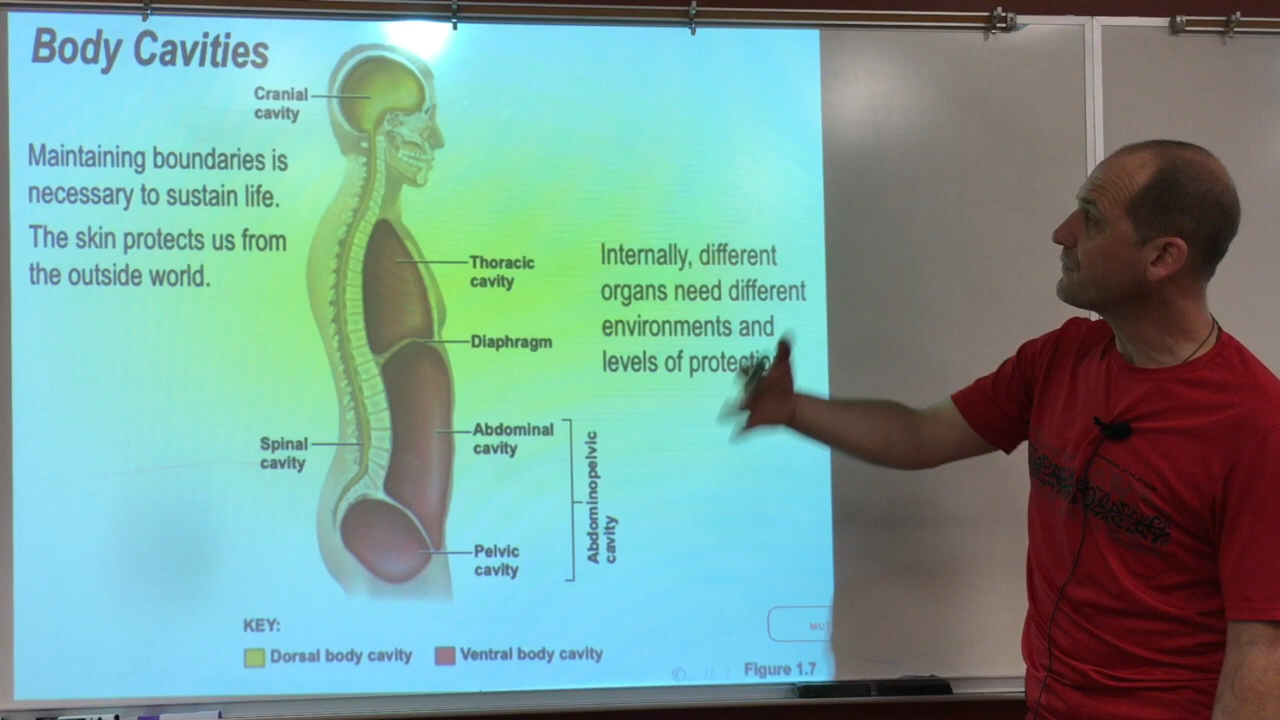 Body Cavities
Cranial
cavity
Maintaining boundaries is
necessary to sustain life.
The skin protects us from
the outside world.
Thoracic
cavity
Diaphragm
Internally, different
organs need different
environments and
levels of protection
Spinal
cavity
Abdominal
cavity
Abdominopelvic
cavity
Pelvic
cavity
KEY:
Dorsal body cavity
Ventral body cavity
Figure 1.7